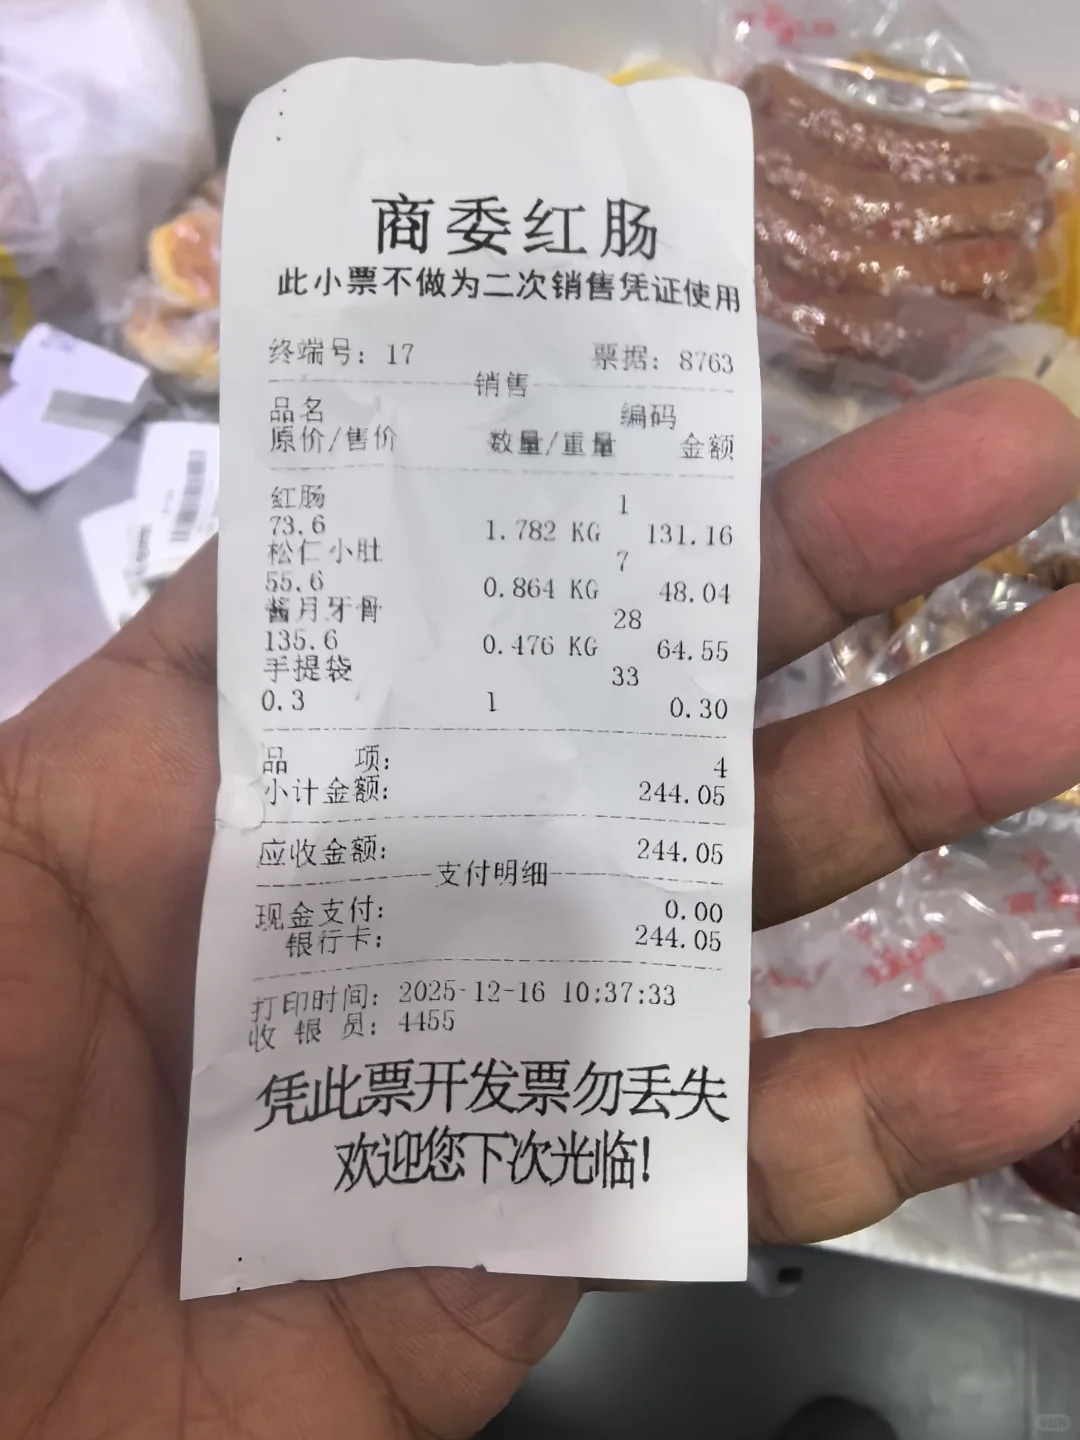 商委红肠
此小票不做为二次销售凭证使用
终端号: 17 票据: 8763
销售
品名 编码
原价/售价 数量/重量 金额
红肠 1
73.6 1.782 KG 131.16
松仁小肚 7
55.6 0.864 KG 48.04
酱月牙骨 28
135.6 0.476 KG 64.55
手提袋 33
0.3 1 0.30
品 项: 4
小计金额: 244.05
应收金额: 244.05
支付明细
现金支付: 0.00
银行卡: 244.05
打印时间: 2025-12-16 10:37:33
收 银 员: 4455
凭此票开发票勿丢失
欢迎您下次光临!
小红书